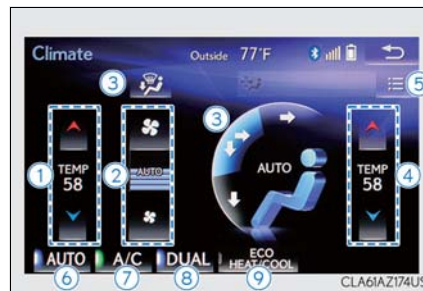 Climate Outside 77°F
3
5
3
1 TEMP 58
2 AUTO
AUTO
TEMP 58 4
AUTO A/C DUAL ECO HEAT/COOL
6 7 8 9
CLA61AZ174US